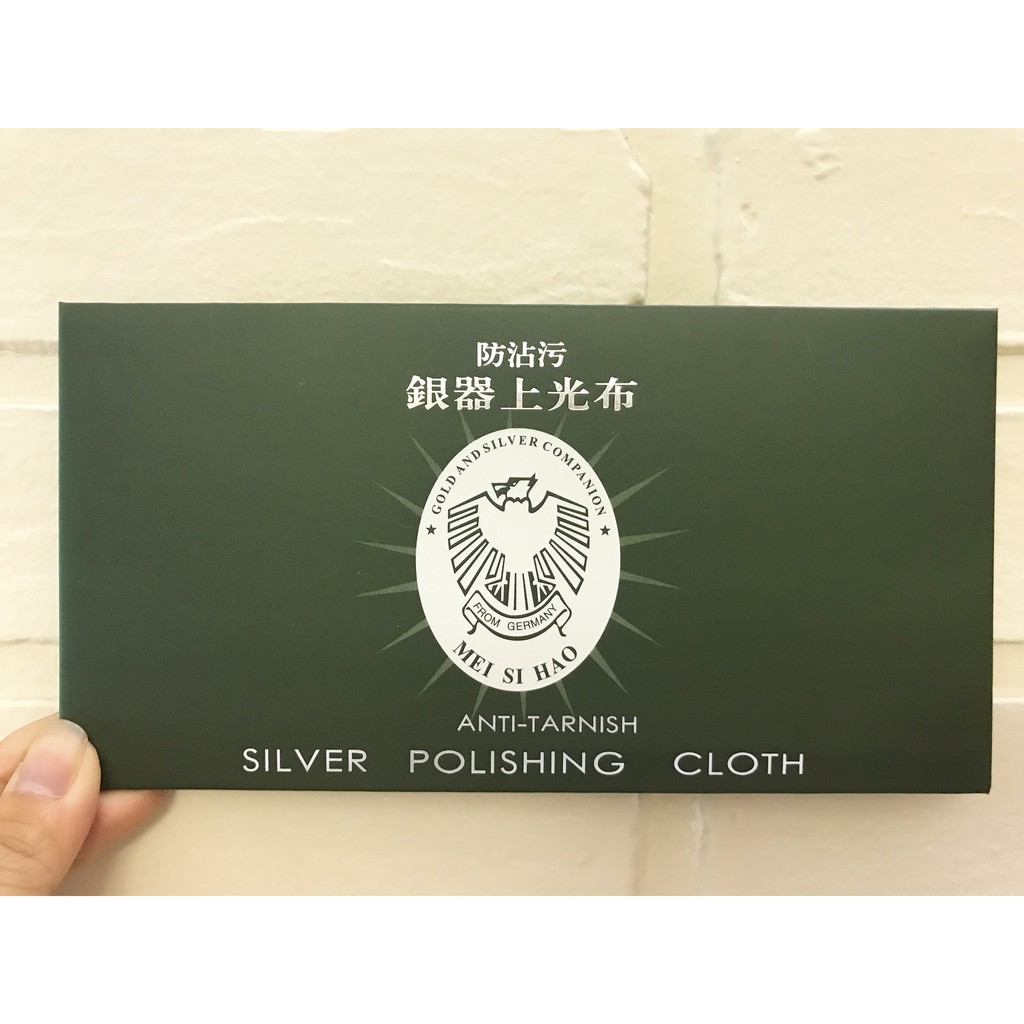 防沾污
銀器上光布
★ GOLD AND SILVER COMPANION ★
FROM GERMANY
MEI SI HAO
ANTI-TARNISH
SILVER POLISHING CLOTH